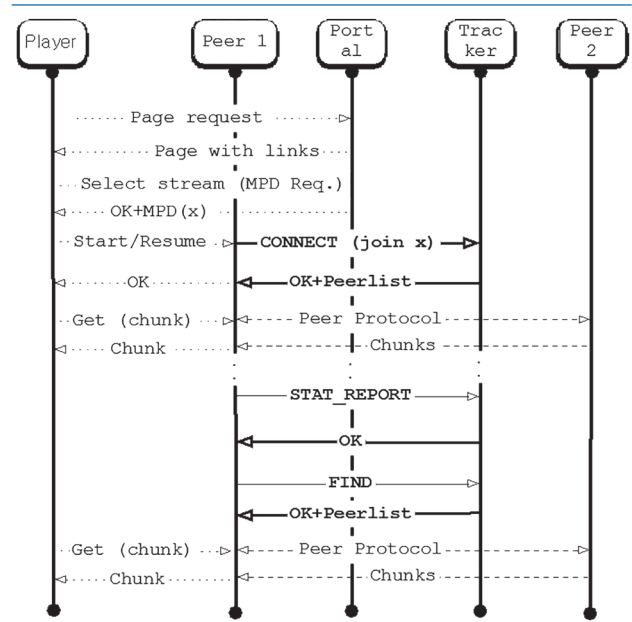 Player
Peer 1
Port
al
Trac
ker
Peer
2
Page request
Page with links
Select stream (MPD Req.)
OK+MPD(x)
Start/Resume
CONNECT (join x)
OK
OK+Peerlist
Get (chunk)
Peer Protocol
Chunk
Chunks
STAT_REPORT
OK
FIND
OK+Peerlist
Get (chunk)
Peer Protocol
Chunk
Chunks